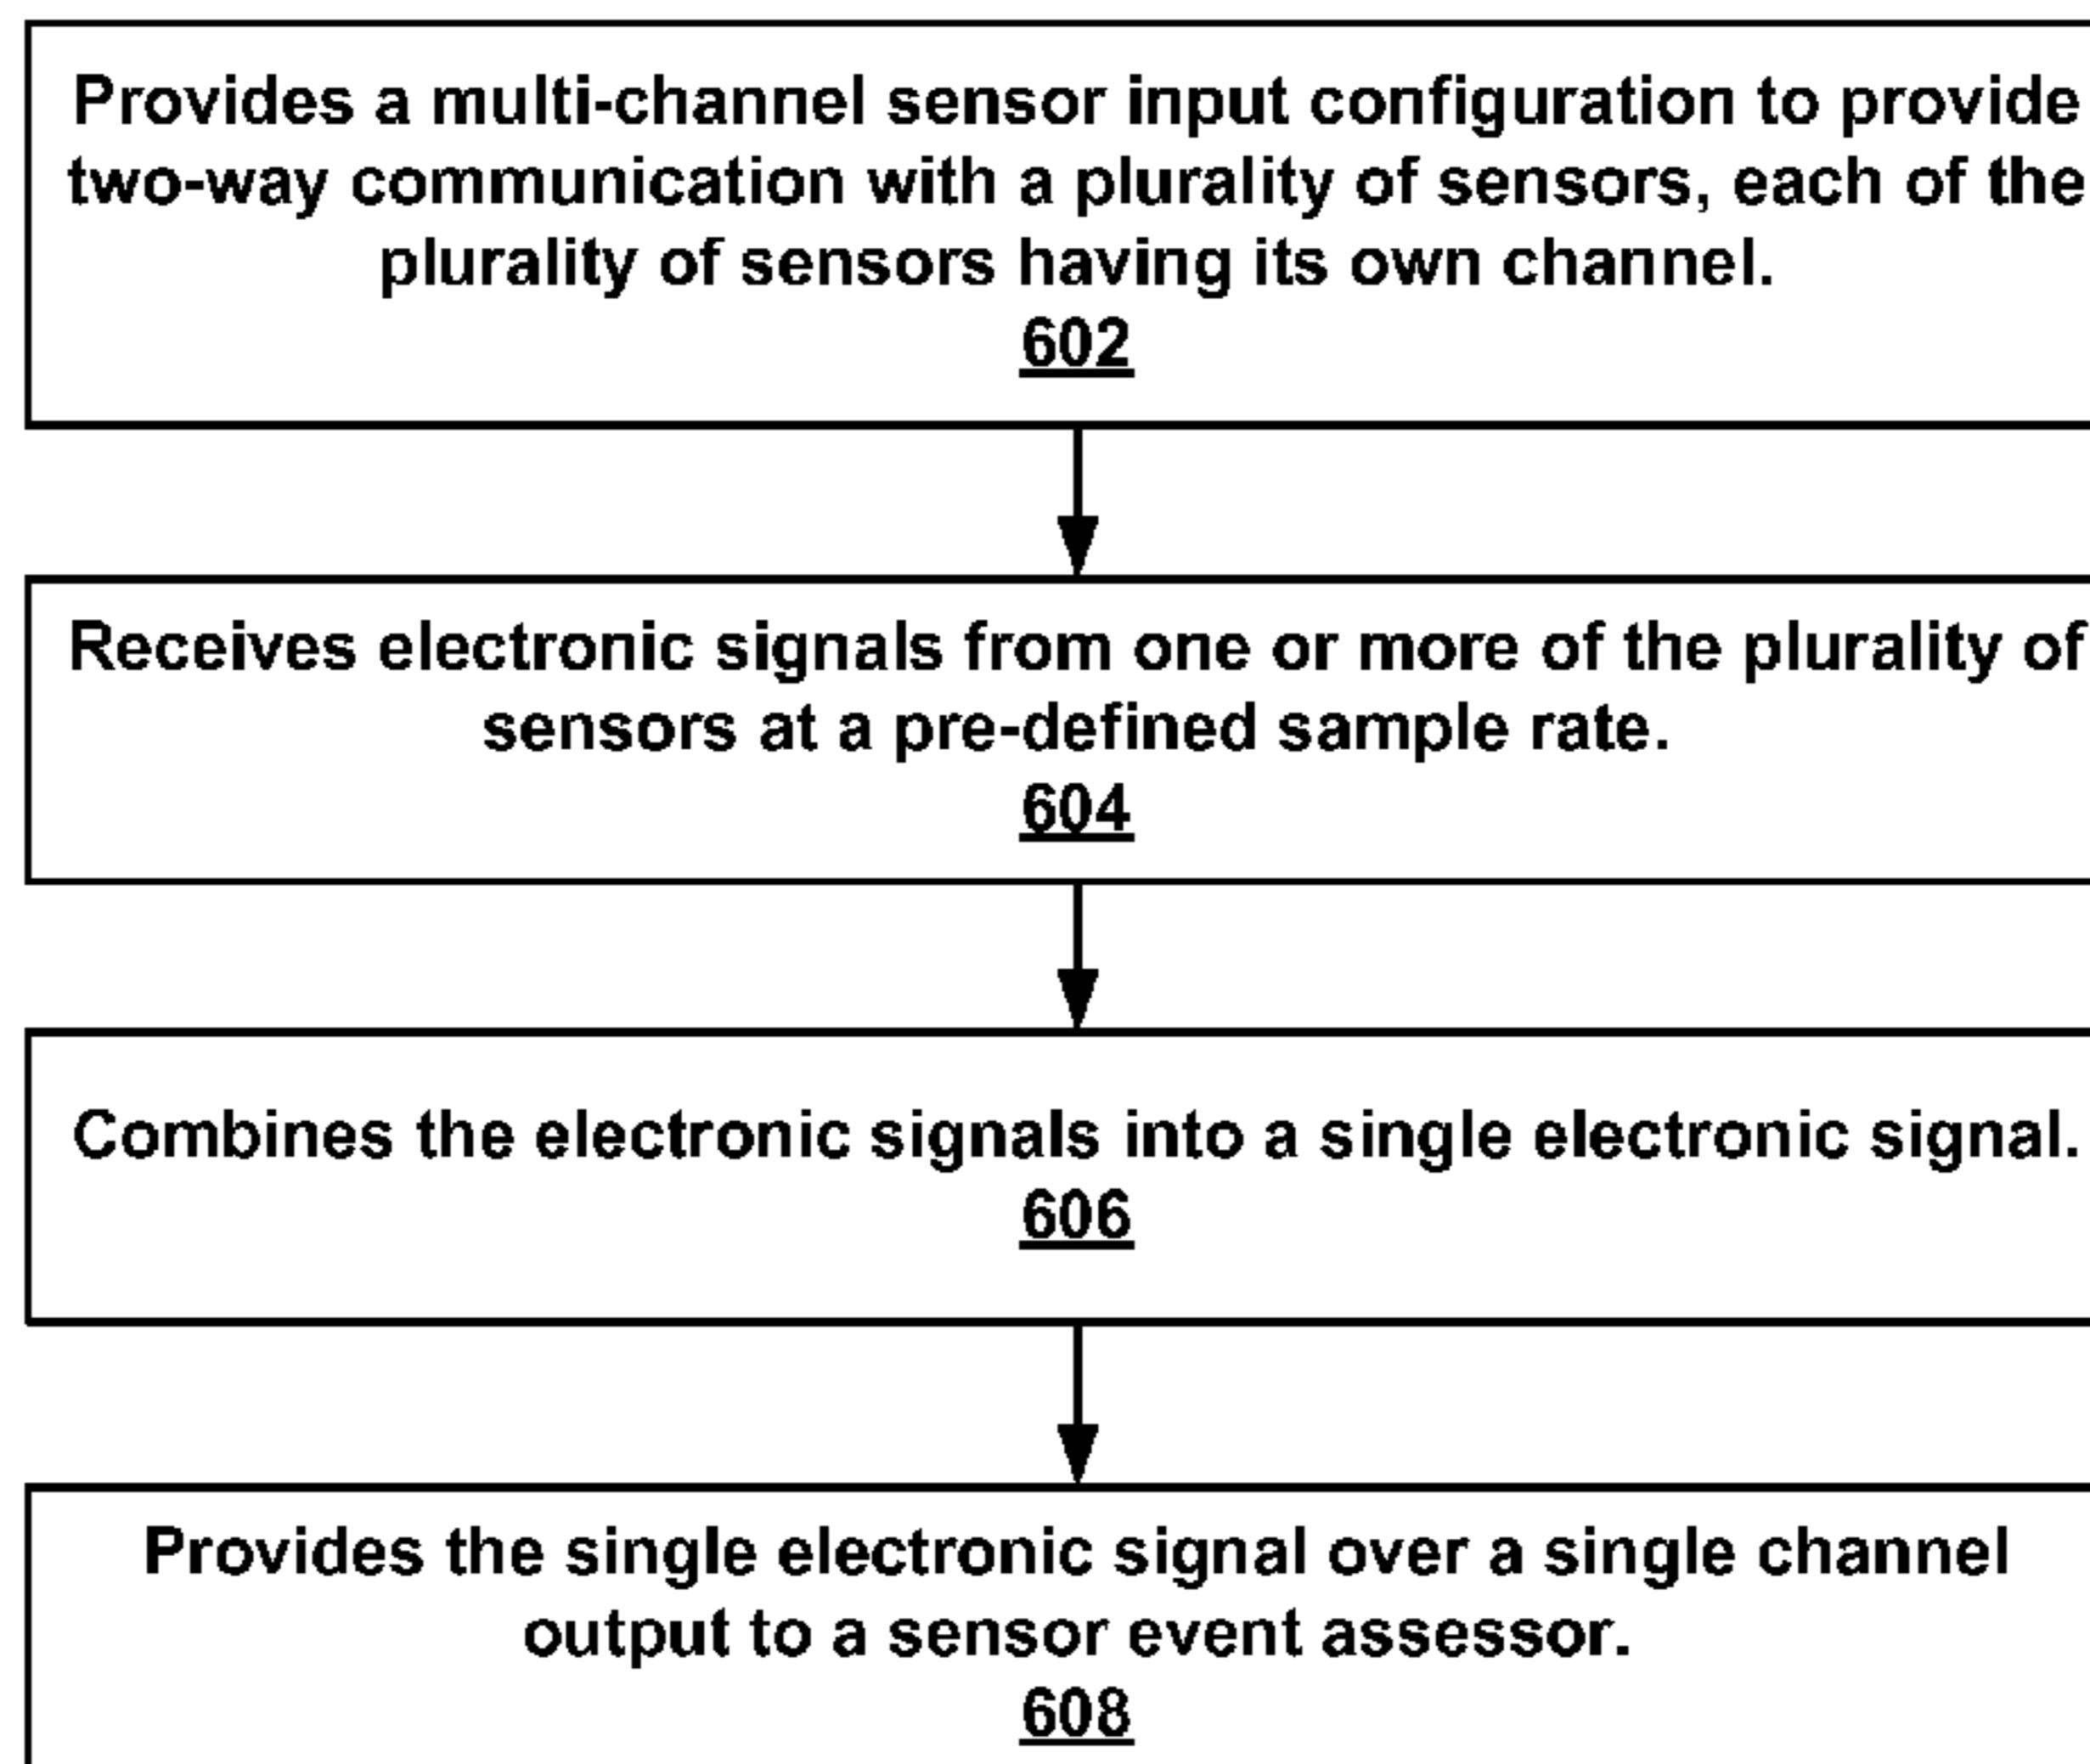 Provides a multi-channel sensor input configuration to provide
two-way communication with a plurality of sensors, each of the
plurality of sensors having its own channel.
602
Receives electronic signals from one or more of the plurality of
sensors at a pre-defined sample rate.
604
Combines the electronic signals into a single electronic signal.
606
Provides the single electronic signal over a single channel
output to a sensor event assessor.
608